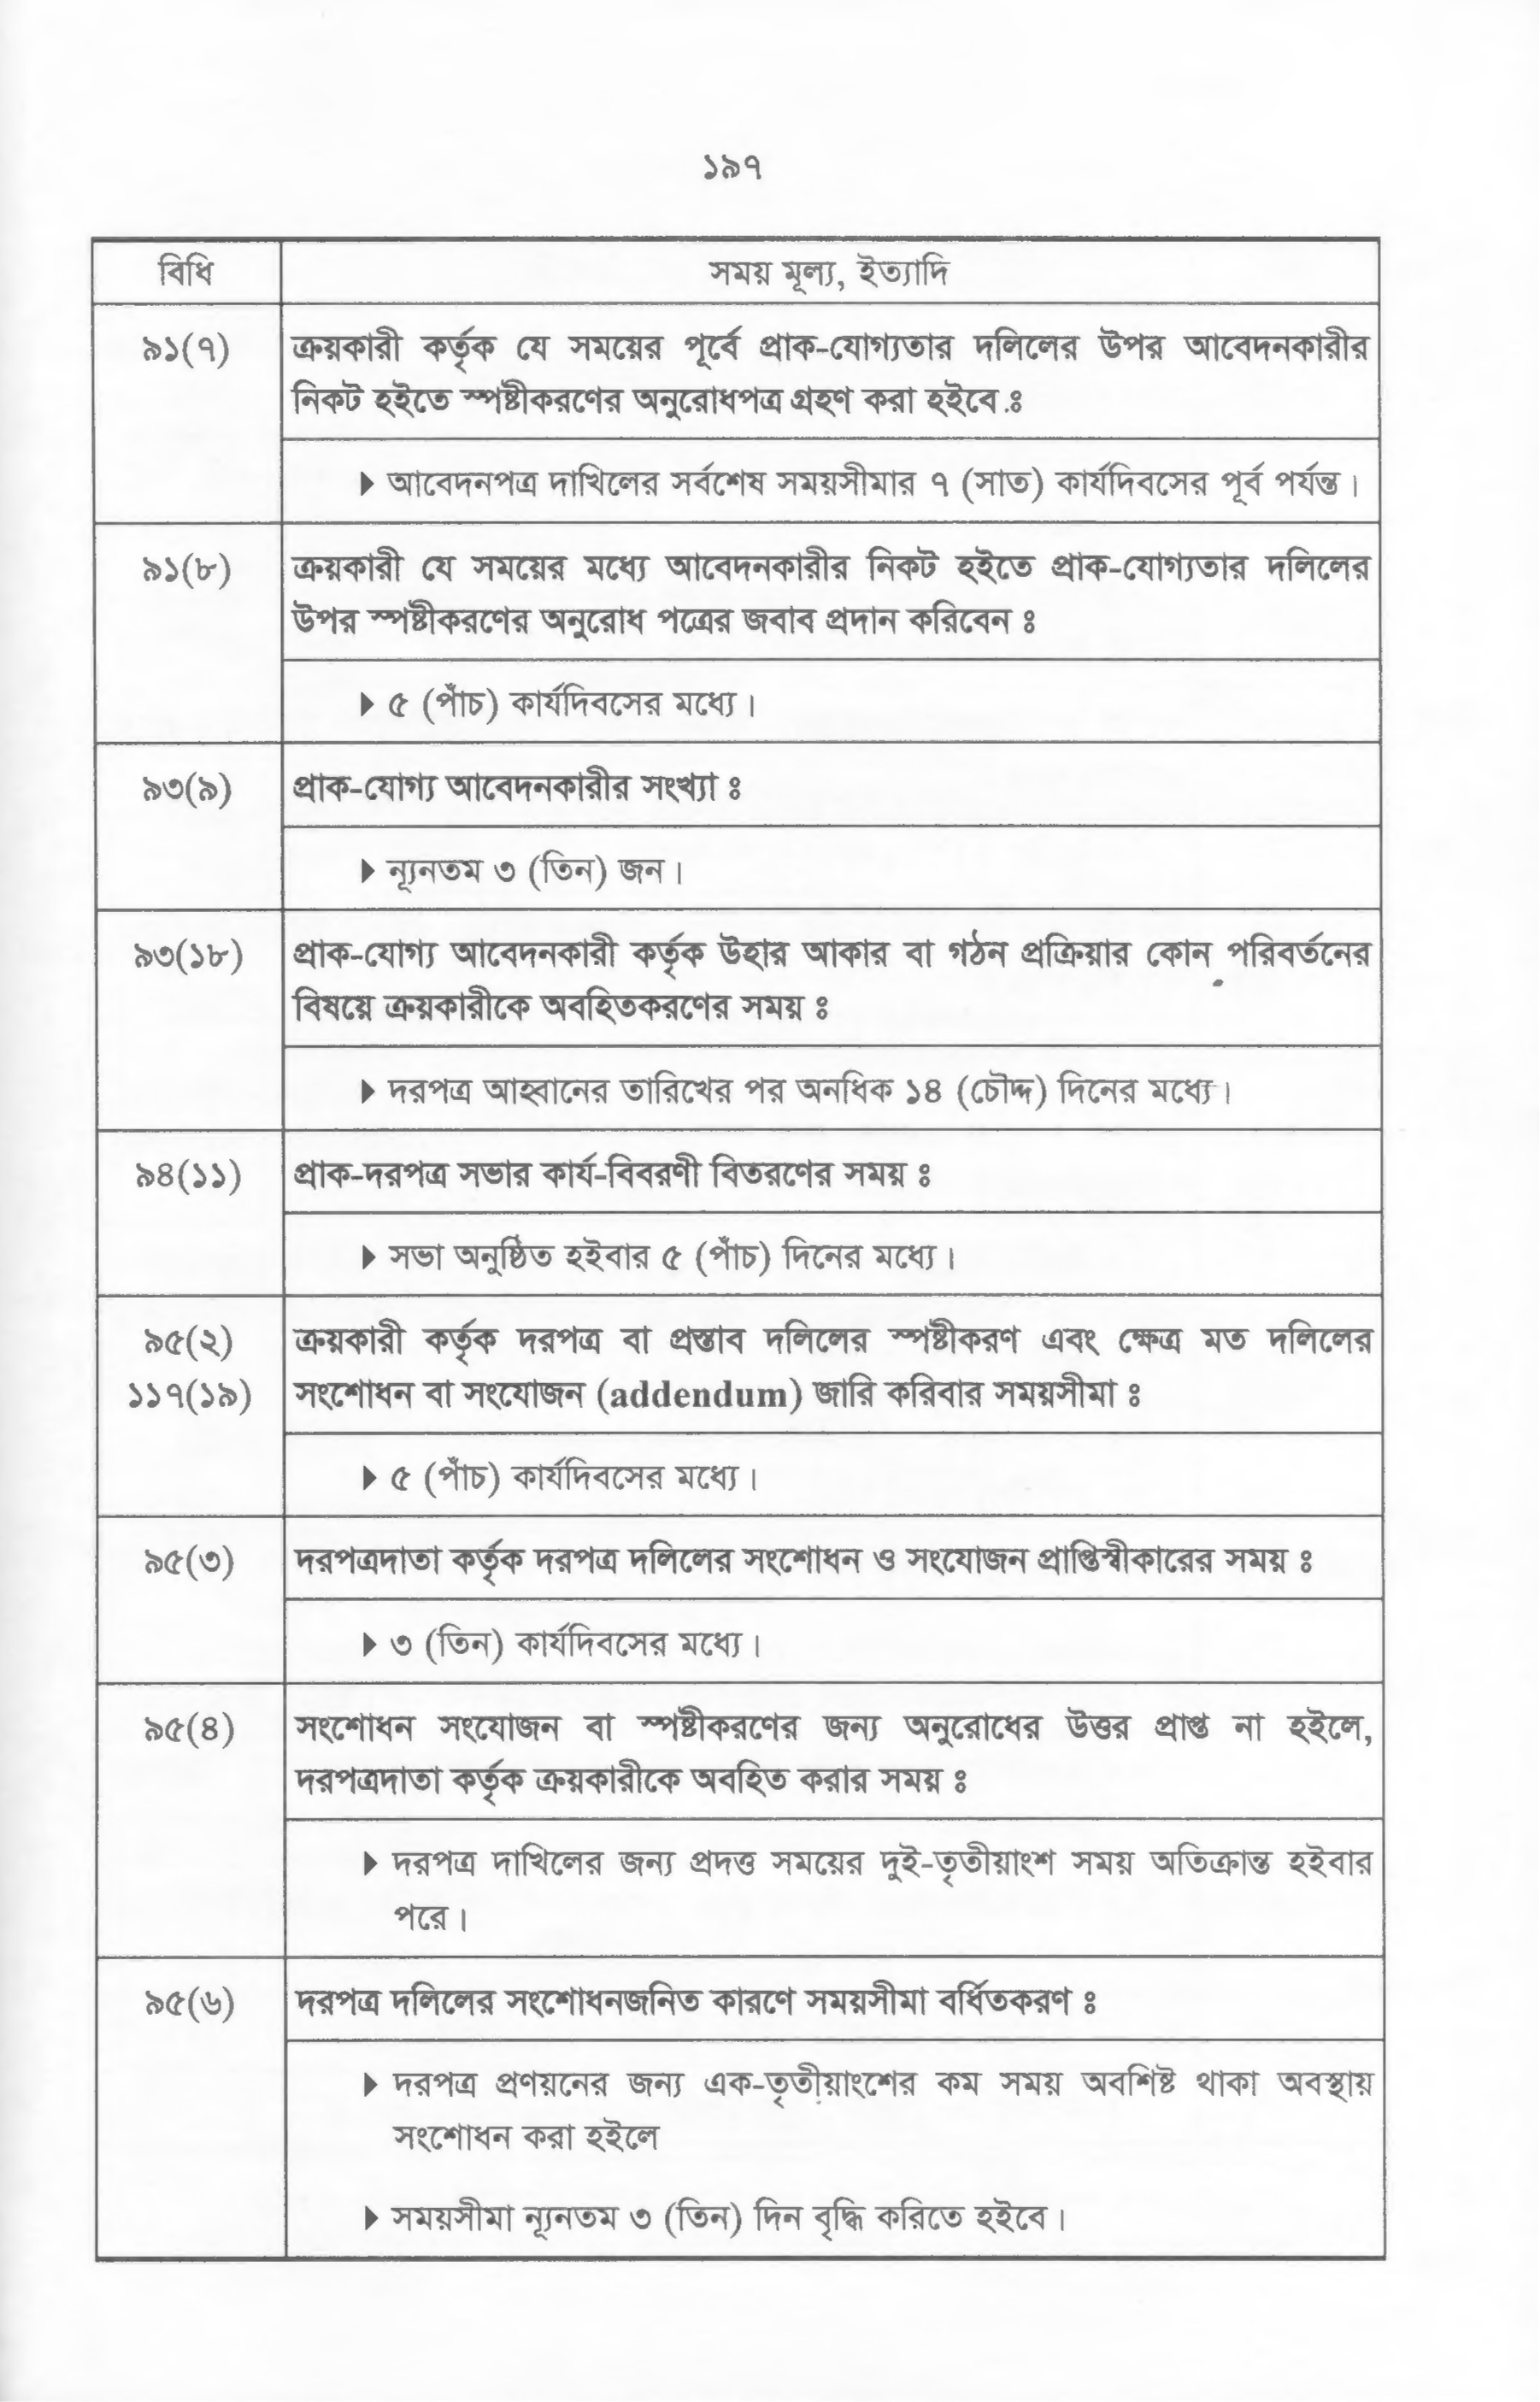 ১৯৭
বিধি
সময় মূল্য, ইত্যাদি
৯১(৭)
ক্রয়কারী কর্তৃক যে সময়ের পূর্বে প্রাক-যোগ্যতার দলিলের উপর আবেদনকারীর
নিকট হইতে স্পষ্টীকরণের অনুরোধপত্র গ্রহণ করা হইবে ঃ
▶ আবেদনপত্র দাখিলের সর্বশেষ সময়সীমার ৭ (সাত) কার্যদিবসের পূর্ব পর্যন্ত।
৯১(৮)
ক্রয়কারী যে সময়ের মধ্যে আবেদনকারীর নিকট হইতে প্রাক-যোগ্যতার দলিলের
উপর স্পষ্টীকরণের অনুরোধ পত্রের জবাব প্রদান করিবেন ঃ
▶ ৫ (পাঁচ) কার্যদিবসের মধ্যে।
৯৩(৯)
প্রাক-যোগ্য আবেদনকারীর সংখ্যা ঃ
▶ ন্যূনতম ৩ (তিন) জন।
৯৩(১৮)
প্রাক-যোগ্য আবেদনকারী কর্তৃক উহার আকার বা গঠন প্রক্রিয়ার কোন পরিবর্তনের
বিষয়ে ক্রয়কারীকে অবহিতকরণের সময় ঃ
▶ দরপত্র আহ্বানের তারিখের পর অনধিক ১৪ (চৌদ্দ) দিনের মধ্যে।
৯৪(১১)
প্রাক-দরপত্র সভার কার্য-বিবরণী বিতরণের সময় ঃ
▶ সভা অনুষ্ঠিত হইবার ৫ (পাঁচ) দিনের মধ্যে।
৯৫(২)
১১৭(১৯)
ক্রয়কারী কর্তৃক দরপত্র বা প্রস্তাব দলিলের স্পষ্টীকরণ এবং ক্ষেত্র মত দলিলের
সংশোধন বা সংযোজন (addendum) জারি করিবার সময়সীমা ঃ
▶ ৫ (পাঁচ) কার্যদিবসের মধ্যে।
৯৫(৩)
দরপত্রদাতা কর্তৃক দরপত্র দলিলের সংশোধন ও সংযোজন প্রাপ্তিস্বীকারের সময় ঃ
▶ ৩ (তিন) কার্যদিবসের মধ্যে।
৯৫(৪)
সংশোধন সংযোজন বা স্পষ্টীকরণের জন্য অনুরোধের উত্তর প্রাপ্ত না হইলে,
দরপত্রদাতা কর্তৃক ক্রয়কারীকে অবহিত করার সময় ঃ
▶ দরপত্র দাখিলের জন্য প্রদত্ত সময়ের দুই-তৃতীয়াংশ সময় অতিক্রান্ত হইবার
পরে।
৯৫(৬)
দরপত্র দলিলের সংশোধনজনিত কারণে সময়সীমা বর্ধিতকরণ ঃ
▶ দরপত্র প্রণয়নের জন্য এক-তৃতীয়াংশের কম সময় অবশিষ্ট থাকা অবস্থায়
সংশোধন করা হইলে
▶ সময়সীমা ন্যূনতম ৩ (তিন) দিন বৃদ্ধি করিতে হইবে।